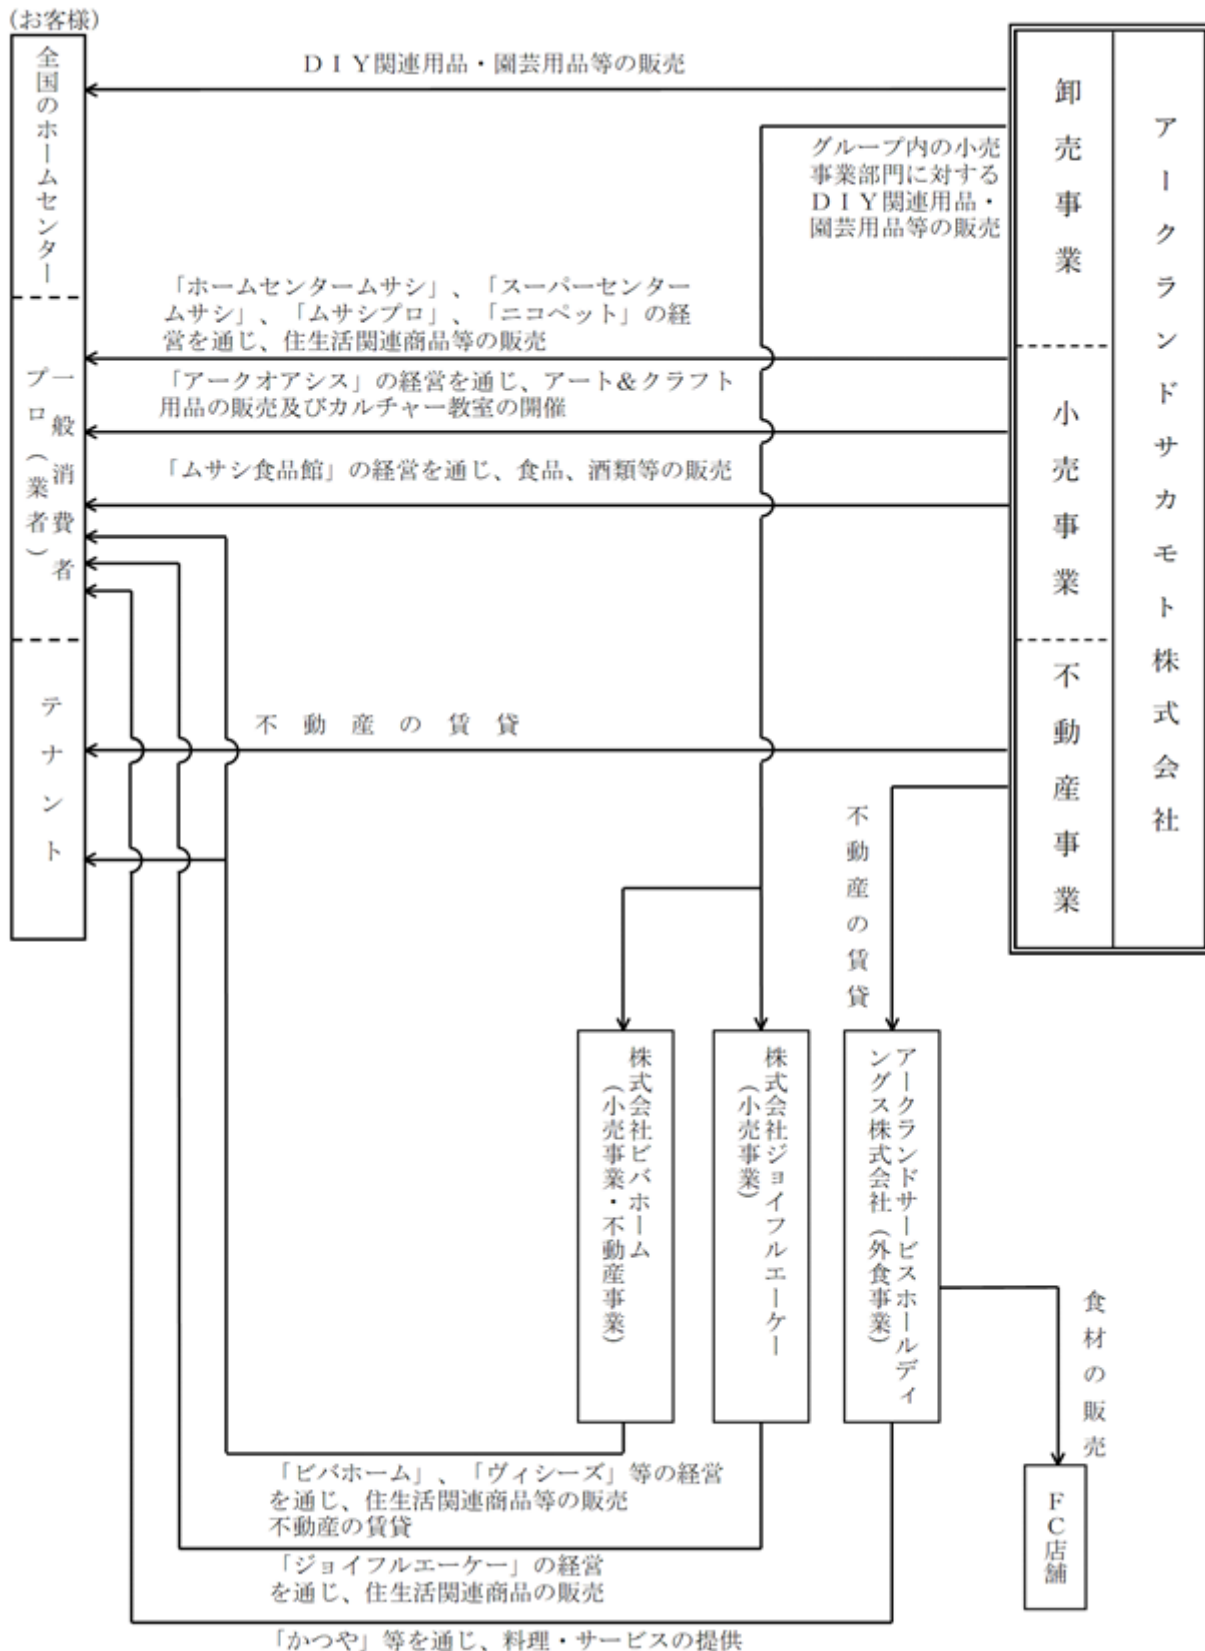 (お客様)
全国のホームセンター
一般消費者
プロ(業者)
テナント
DIY関連用品・園芸用品等の販売
グループ内の小売
事業部門に対する
DIY関連用品・
園芸用品等の販売
「ホームセンタームサシ」、「スーパーセンター
ムサシ」、「ムサシプロ」、「ニコペット」の経
営を通じ、住生活関連商品等の販売
「アークオアシス」の経営を通じ、アート&クラフト
用品の販売及びカルチャー教室の開催
「ムサシ食品館」の経営を通じ、食品、酒類等の販売
不動産の賃貸
アークランドサカモト株式会社
卸売事業
小売事業
不動産事業
不動産の賃貸
アークランドサービスホールディ
ングス株式会社(外食事業)
株式会社ジョイフルエーケー
(小売事業)
株式会社ビバホーム
(小売事業・不動産事業)
食材の販売
FC店舗
「ビバホーム」、「ヴィシーズ」等の経営
を通じ、住生活関連商品等の販売
不動産の賃貸
「ジョイフルエーケー」の経営
を通じ、住生活関連商品の販売
「かつや」等を通じ、料理・サービスの提供